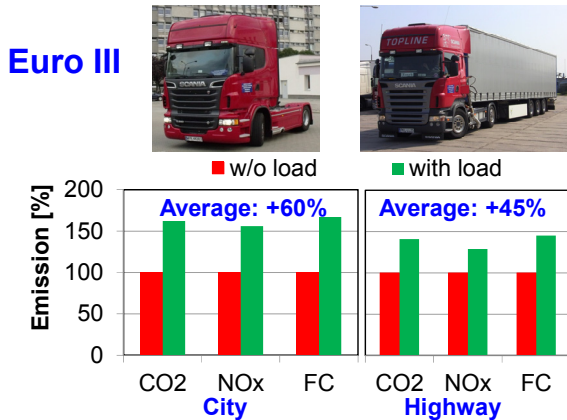 Euro III
SCANIA
TOPLINE
SCANIA
w/o load
with load
Emission [%]
200
150
100
50
0
Average: +60%
Average: +45%
CO2 NOx FC CO2 NOx FC
City Highway